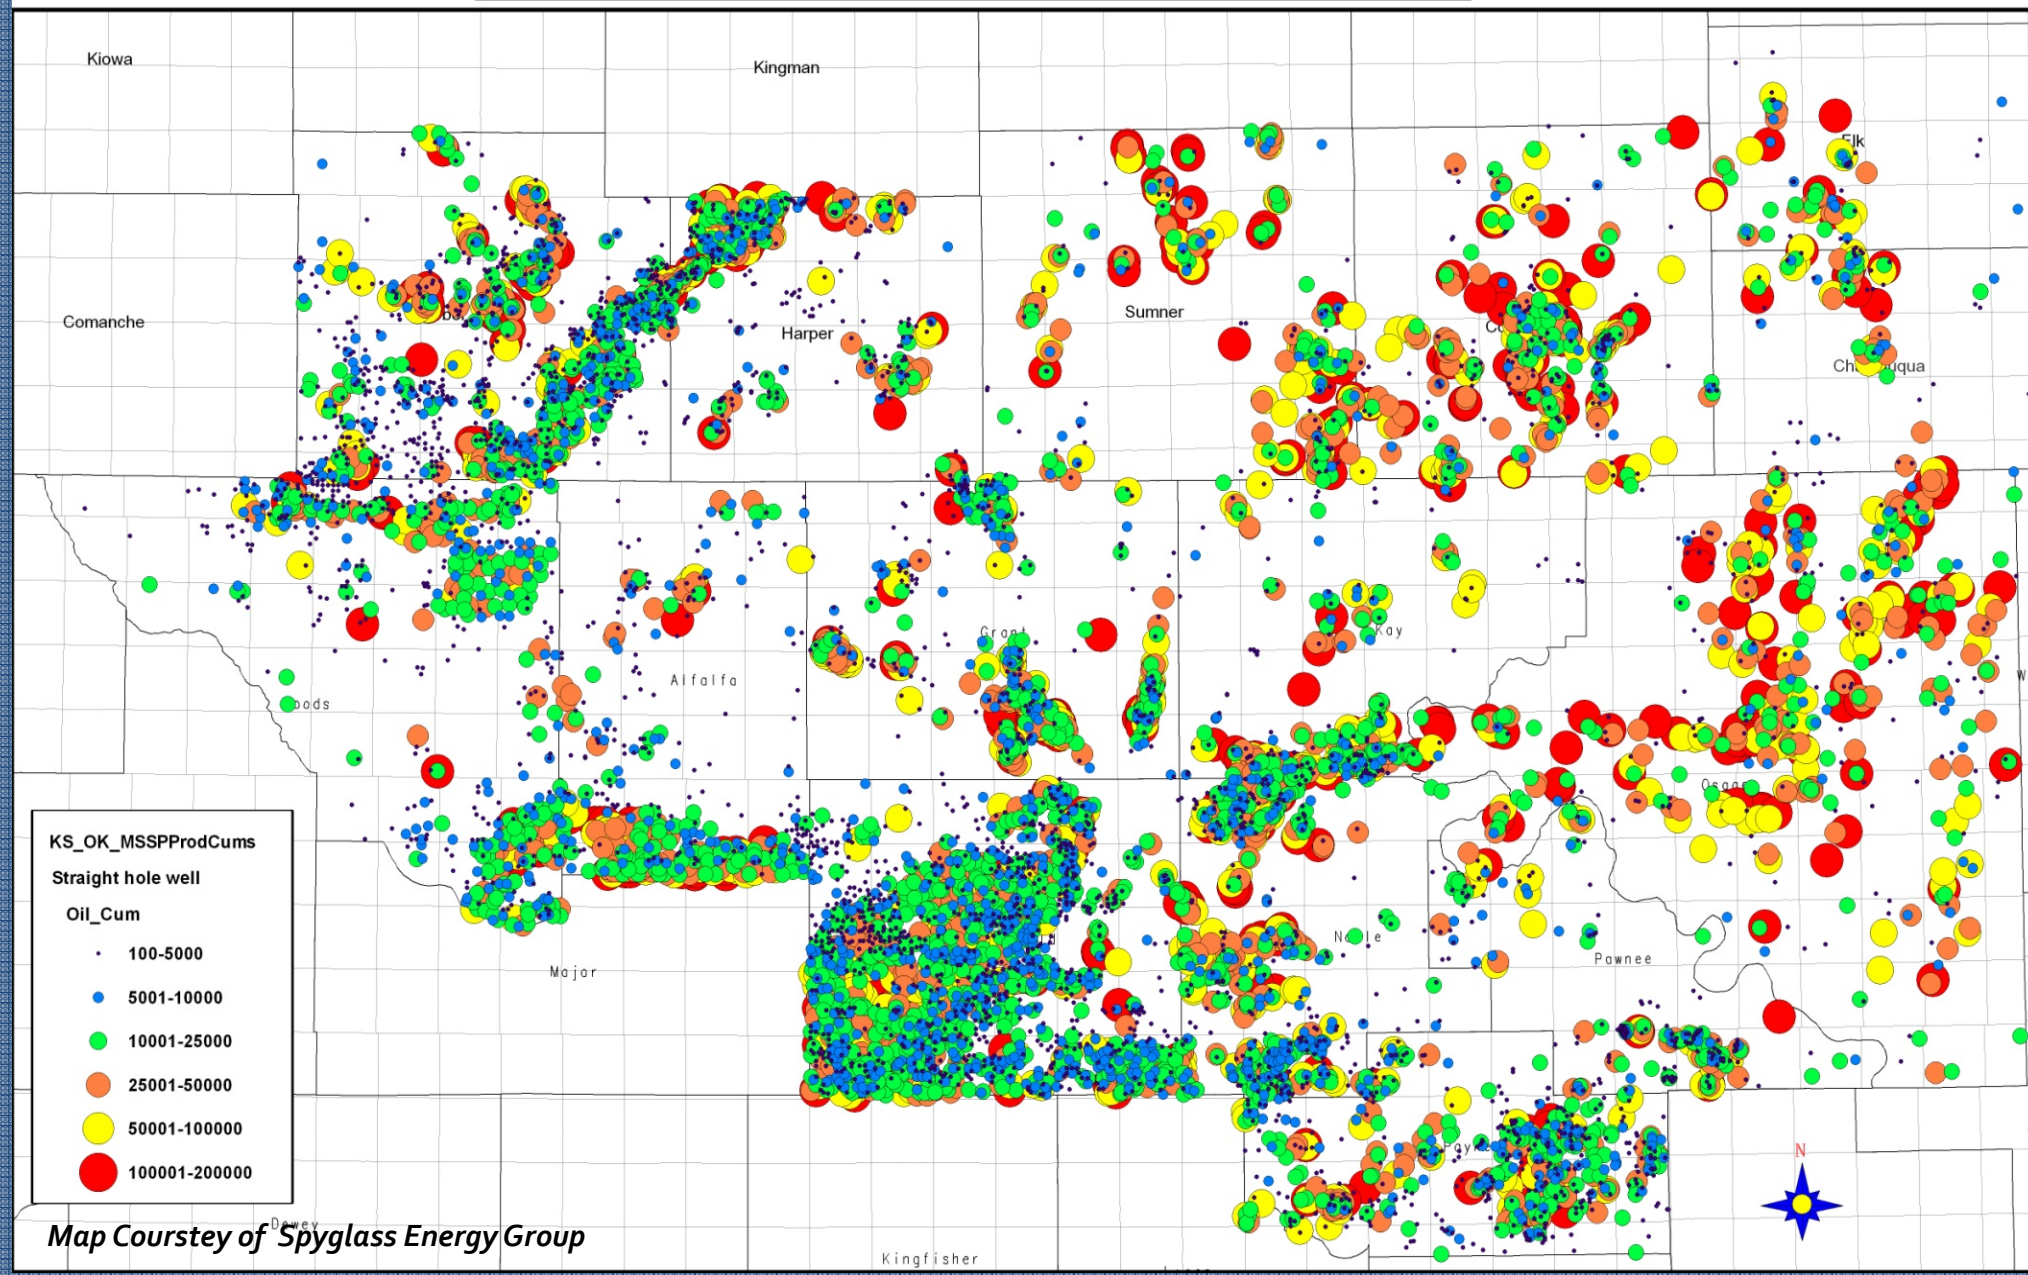 Kiowa
Kingman
Elk
Comanche
Harper
Sumner
Grant
Kay
Alfalfa
Osage
Noble
Pawnee
Major
KS_OK_MSSPProdCums
Straight hole well
Oil_Cum
100-5000
5001-10000
10001-25000
25001-50000
50001-100000
100001-200000
N
Dewey
Map Courstey of Spyglass Energy Group
Kingfisher